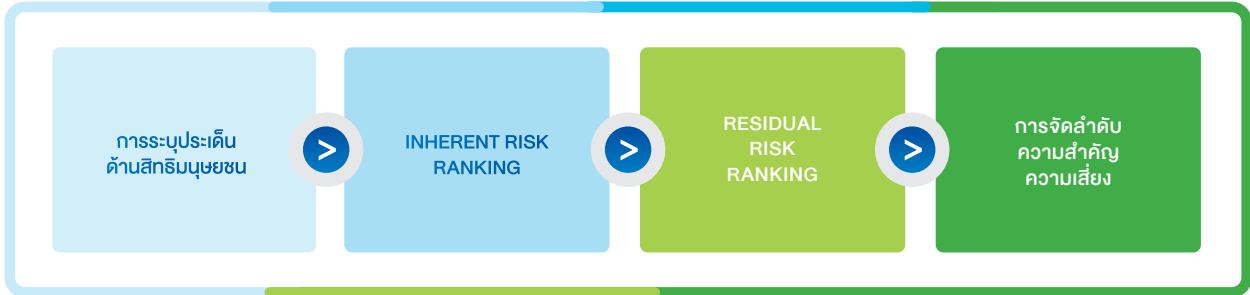 การระบุประเด็น
ด้านสิทธิมนุษยชน
>
INHERENT RISK
RANKING
>
RESIDUAL
RISK
RANKING
>
การจัดลำดับ
ความสำคัญ
ความเสี่ยง